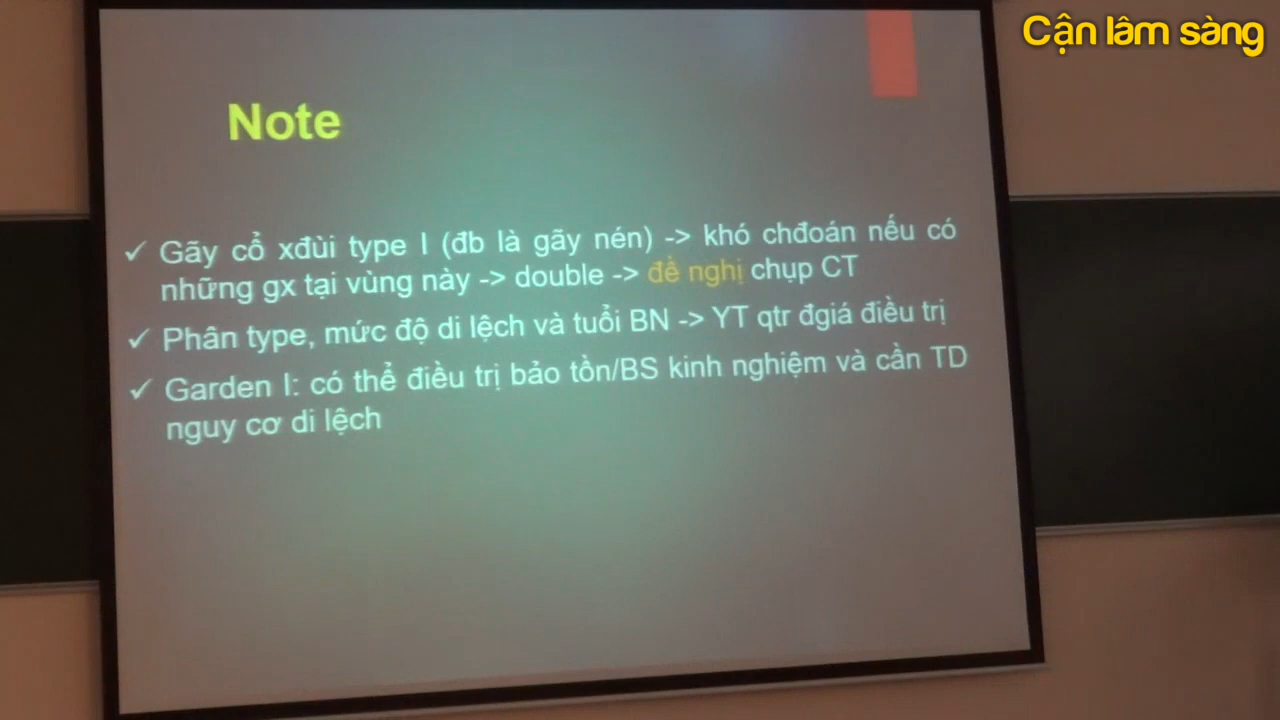 Cận lâm sàng
Note
✓ Gãy cổ xđùi type I (đb là gãy nén) -> khó chđoán nếu có
những gx tại vùng này -> double -> đề nghị chụp CT
✓ Phân type, mức độ di lệch và tuổi BN -> YT qtr đgiá điều trị
✓ Garden I: có thể điều trị bảo tồn/BS kinh nghiệm và cần TD
nguy cơ di lệch